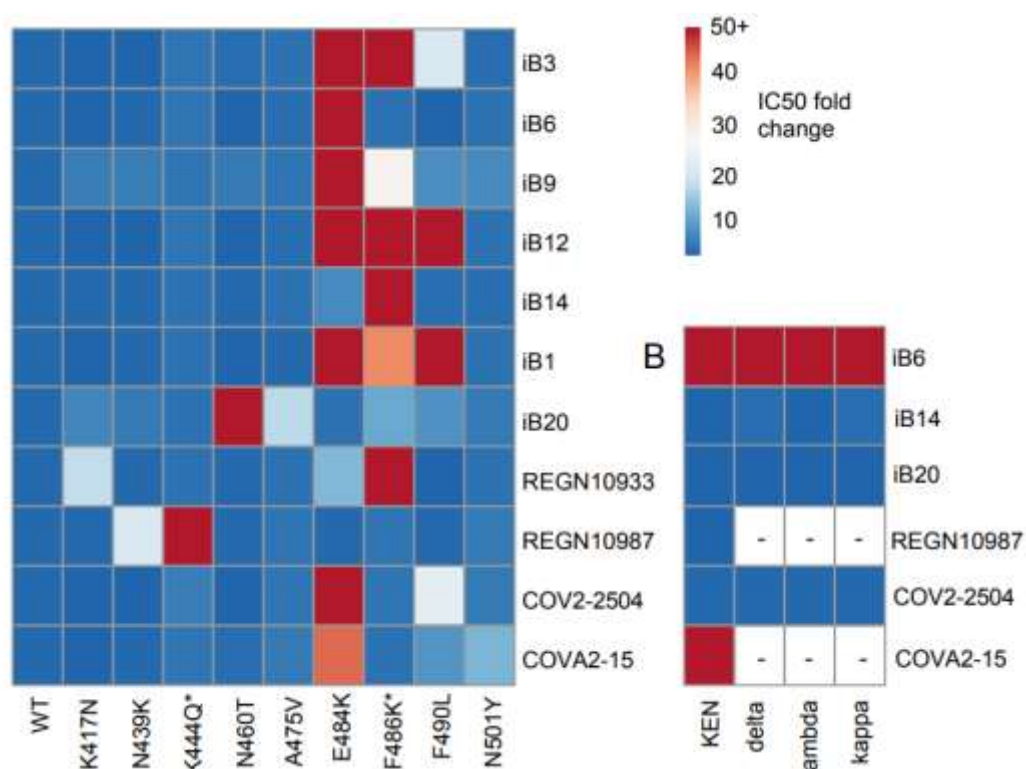 50+
40
30
20
10
IC50 fold
change
iB3
iB6
iB9
iB12
iB14
iB1
iB20
REGN10933
REGN10987
COV2-2504
COVA2-15
WT
K417N
N439K
K444Q*
N460T
A475V
E484K
F486K*
F490L
N501Y
B
iB6
iB14
iB20
- - - REGN10987
COV2-2504
- - - COVA2-15
KEN
delta
ambda
kappa